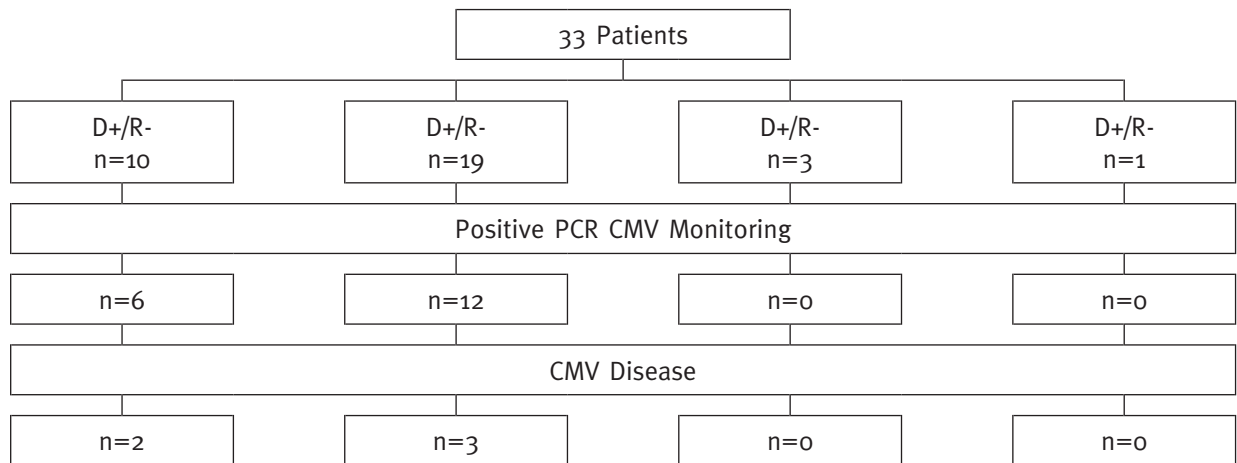 33 Patients
D+/R-
n=10
D+/R-
n=19
D+/R-
n=3
D+/R-
n=1
Positive PCR CMV Monitoring
n=6
n=12
n=0
n=0
CMV Disease
n=2
n=3
n=0
n=0